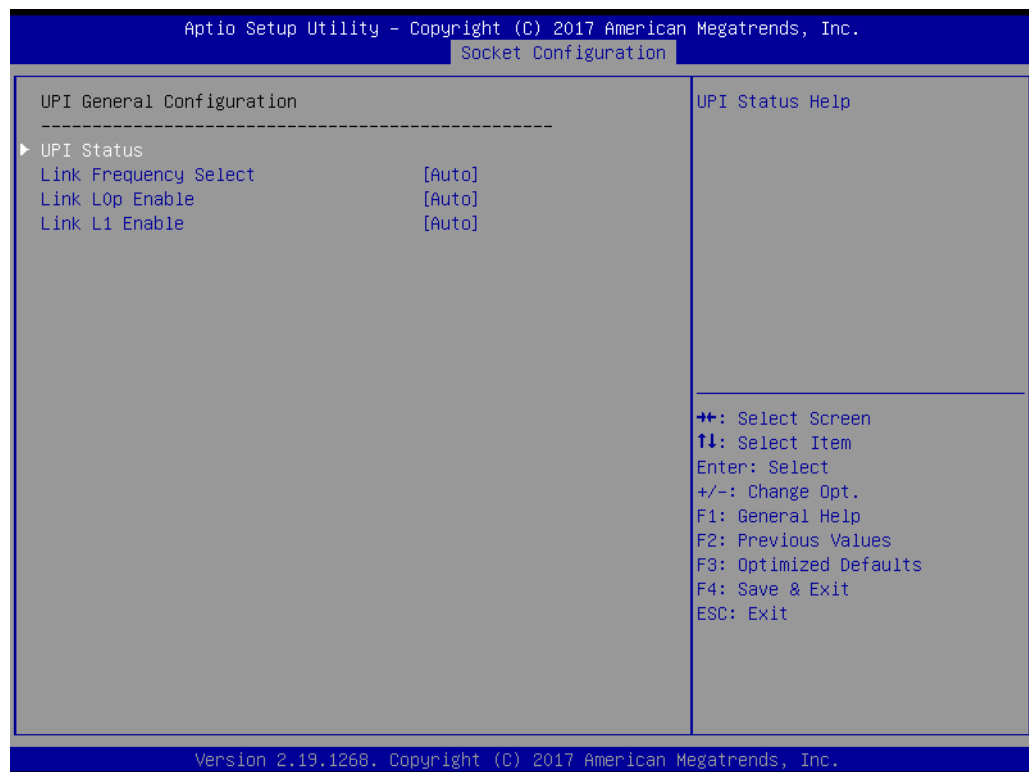 Aptio Setup Utility – Copyright (C) 2017 American Megatrends, Inc.
Socket Configuration
UPI General Configuration
--------------------------------------------------
UPI Status
Link Frequency Select [Auto]
Link L0p Enable [Auto]
Link L1 Enable [Auto]
UPI Status Help
→←: Select Screen
↑↓: Select Item
Enter: Select
+/-: Change Opt.
F1: General Help
F2: Previous Values
F3: Optimized Defaults
F4: Save & Exit
ESC: Exit
Version 2.19.1268. Copyright (C) 2017 American Megatrends, Inc.